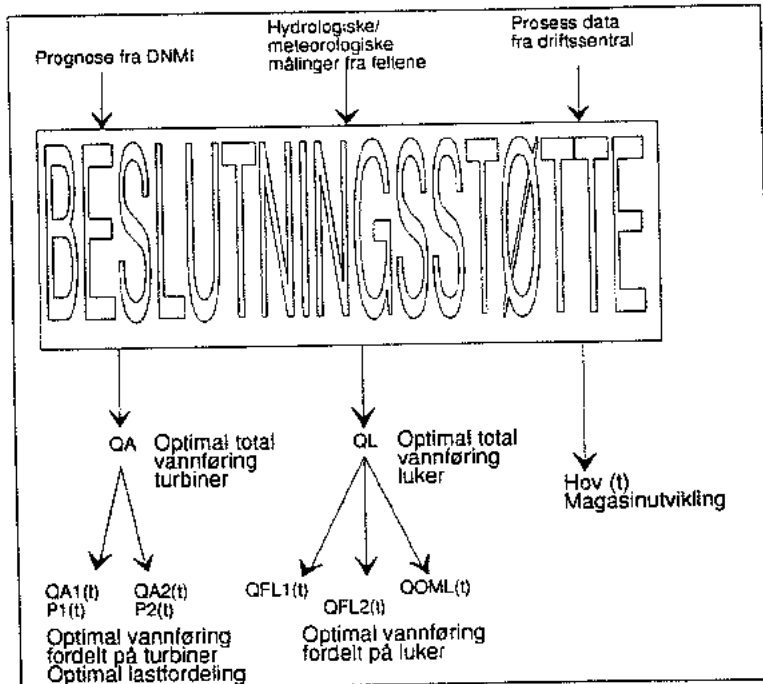 Prognose fra DNMI
Hydrologiske/
meteorologiske
målinger fra feltene
Prosess data
fra driftssentral
BESLUTNINGSSTØTTE
QA
Optimal total
vannføring
turbiner
QL
Optimal total
vannføring
luker
Hov (t)
Magasinutvikling
QA1(t)
P1(t)
QA2(t)
P2(t)
Optimal vannføring
fordelt på turbiner
Optimal lastfordeling
QFL1(t)
QFL2(t)
QOML(t)
Optimal vannføring
fordelt på luker